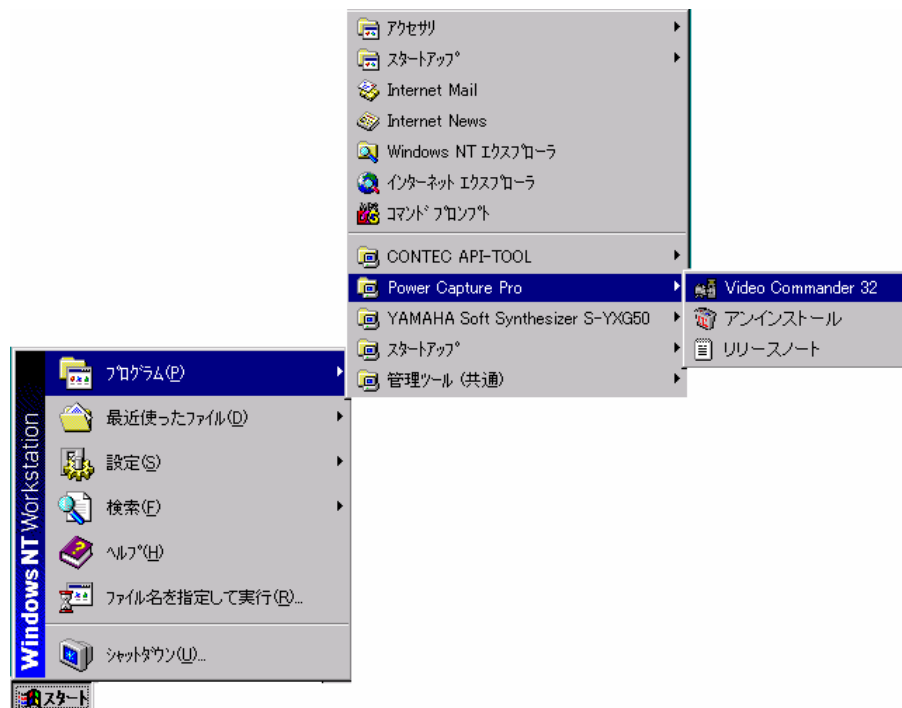 アクセサリ
スタートアップ
Internet Mail
Internet News
Windows NT エクスプローラ
インターネット エクスプローラ
コマンド プロンプト
CONTEC API-TOOL
Power Capture Pro
YAMAHA Soft Synthesizer S-YXG50
スタートアップ
管理ツール (共通)
Video Commander 32
アンインストール
リリースノート
プログラム(P)
最近使ったファイル(D)
設定(S)
検索(F)
ヘルプ(H)
ファイル名を指定して実行(R)...
シャットダウン(U)...
Windows NT Workstation
スタート